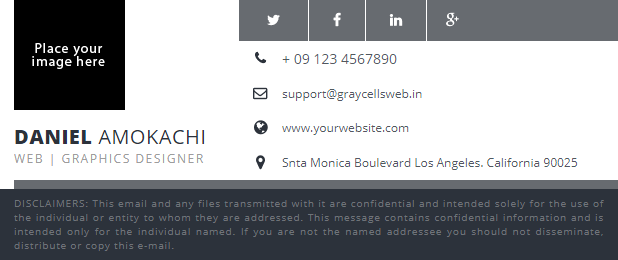 Place your
image here
DANIEL AMOKACHI
WEB | GRAPHICS DESIGNER
+ 09 123 4567890
support@graycellsweb.in
www.yourwebsite.com
Snta Monica Boulevard Los Angeles. California 90025
DISCLAIMERS: This email and any files transmitted with it are confidential and intended solely for the use of
the individual or entity to whom they are addressed. This message contains confidential information and is
intended only for the individual named. If you are not the named addressee you should not disseminate,
distribute or copy this e-mail.